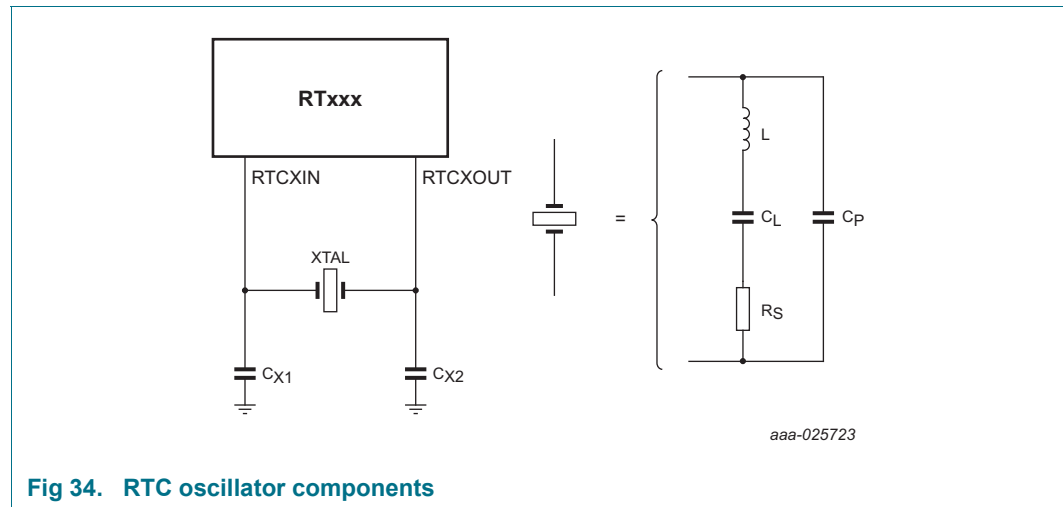 RTxxx
RTCXIN
RTCXOUT
XTAL
CX1
CX2
=
L
CL
CP
RS
aaa-025723
Fig 34. RTC oscillator components